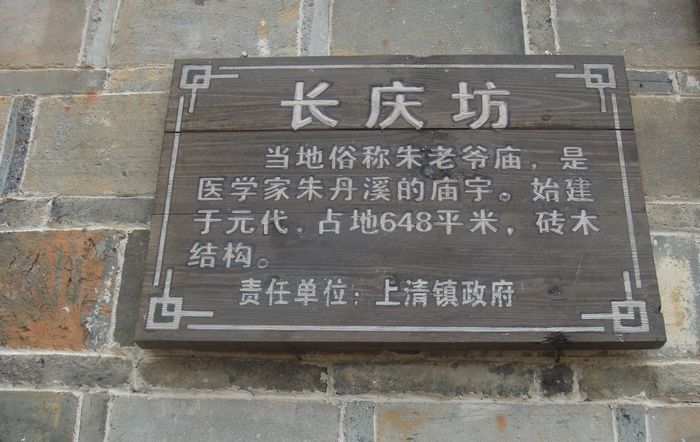 长庆坊
当地俗称朱老爷庙，是
医学家朱丹溪的庙宇。始建
于元代，占地648平米，砖木
结构。
责任单位：上清镇政府